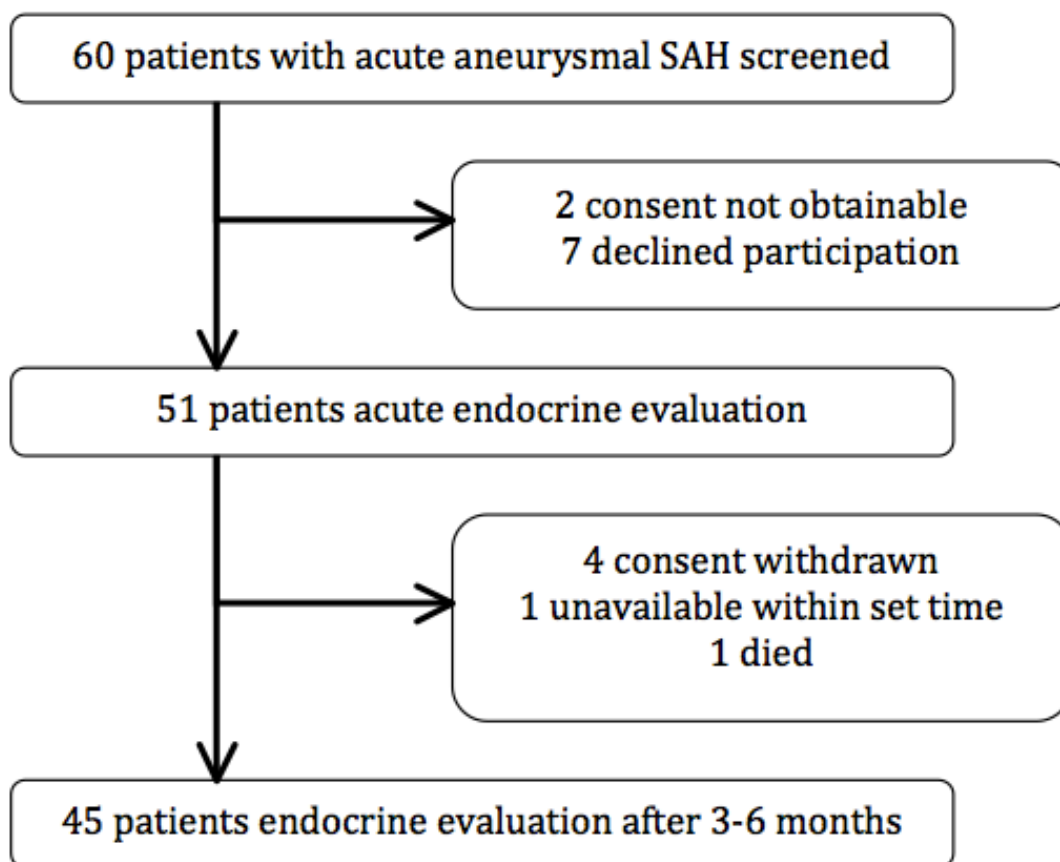 60 patients with acute aneurysmal SAH screened
2 consent not obtainable
7 declined participation
51 patients acute endocrine evaluation
4 consent withdrawn
1 unavailable within set time
1 died
45 patients endocrine evaluation after 3-6 months